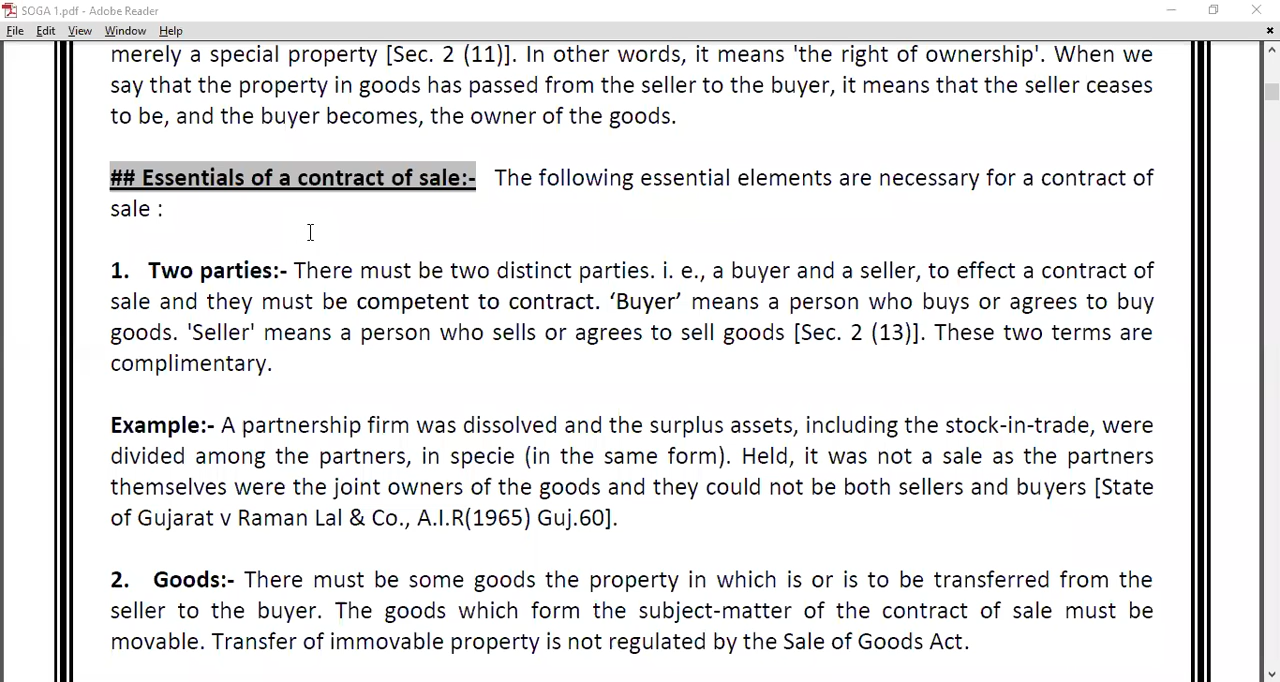 SOGA 1.pdf - Adobe Reader
File Edit View Window Help
merely a special property [Sec. 2 (11)]. In other words, it means 'the right of ownership'. When we
say that the property in goods has passed from the seller to the buyer, it means that the seller ceases
to be, and the buyer becomes, the owner of the goods.
## Essentials of a contract of sale:- The following essential elements are necessary for a contract of
sale :
1. Two parties:- There must be two distinct parties. i. e., a buyer and a seller, to effect a contract of
sale and they must be competent to contract. ‘Buyer’ means a person who buys or agrees to buy
goods. 'Seller' means a person who sells or agrees to sell goods [Sec. 2 (13)]. These two terms are
complimentary.
Example:- A partnership firm was dissolved and the surplus assets, including the stock-in-trade, were
divided among the partners, in specie (in the same form). Held, it was not a sale as the partners
themselves were the joint owners of the goods and they could not be both sellers and buyers [State
of Gujarat v Raman Lal & Co., A.I.R(1965) Guj.60].
2. Goods:- There must be some goods the property in which is or is to be transferred from the
seller to the buyer. The goods which form the subject-matter of the contract of sale must be
movable. Transfer of immovable property is not regulated by the Sale of Goods Act.